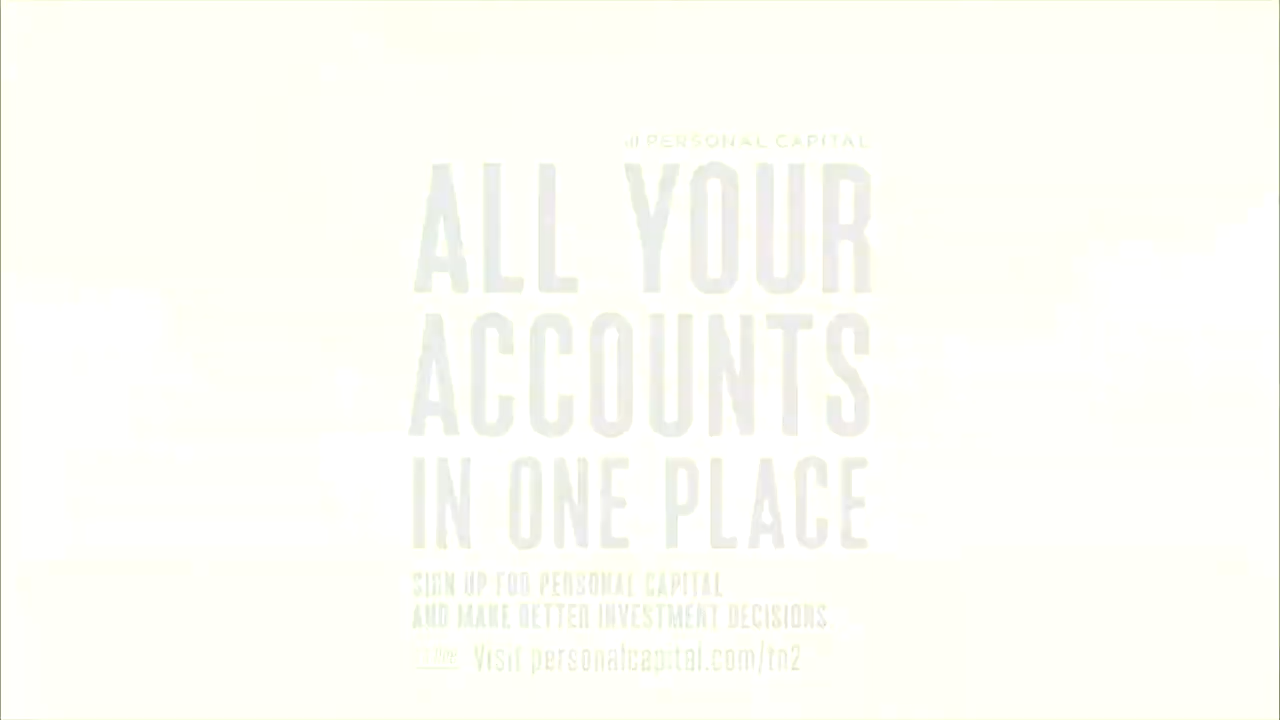 PERSONAL CAPITAL
ALL YOUR
ACCOUNTS
IN ONE PLACE
SIGN UP FOR PERSONAL CAPITAL
AND MAKE BETTER INVESTMENT DECISIONS
Visit personalcapital.com/tn2